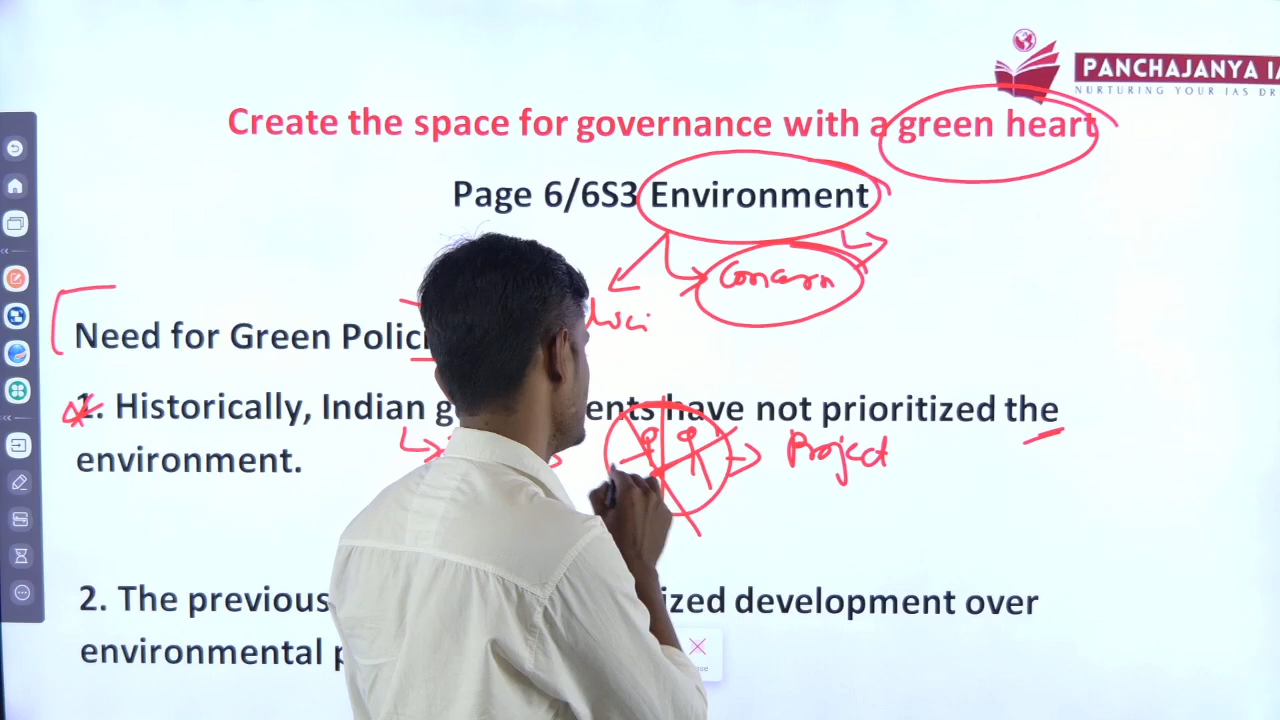 PANCHAJANYA IA
NURTURING YOUR IAS DR
Create the space for governance with a green heart
Page 6/6S3 Environment
Concern
Need for Green Polici
1. Historically, Indian g ents have not prioritized the
environment.
Project
2. The previous ized development over
environmental p